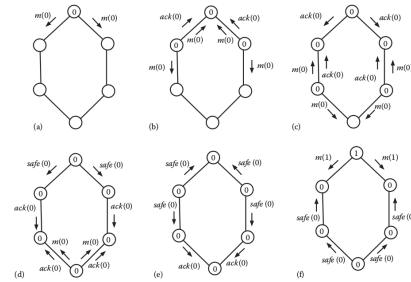 0
m(0) m(0)
(a)
0
ack(0) ack(0)
0 m(0) m(0) 0
m(0) m(0)
(b)
0
ack(0) ack(0)
0 0
m(0) ack(0) ack(0) m(0
0 0
m(0) m(0)
(c)
0
safe(0) safe(0)
0 0
ack(0) ack(0)
0 m(0) m(0) 0
ack(0) 0 ack(0)
(d)
0
safe(0) safe(0)
0 0
safe(0) safe(0)
0 0
ack(0) ack(0)
0
(e)
1
m(1) m(1)
0 0
safe(0) safe(0
0 0
safe(0) safe(0)
0
(f)